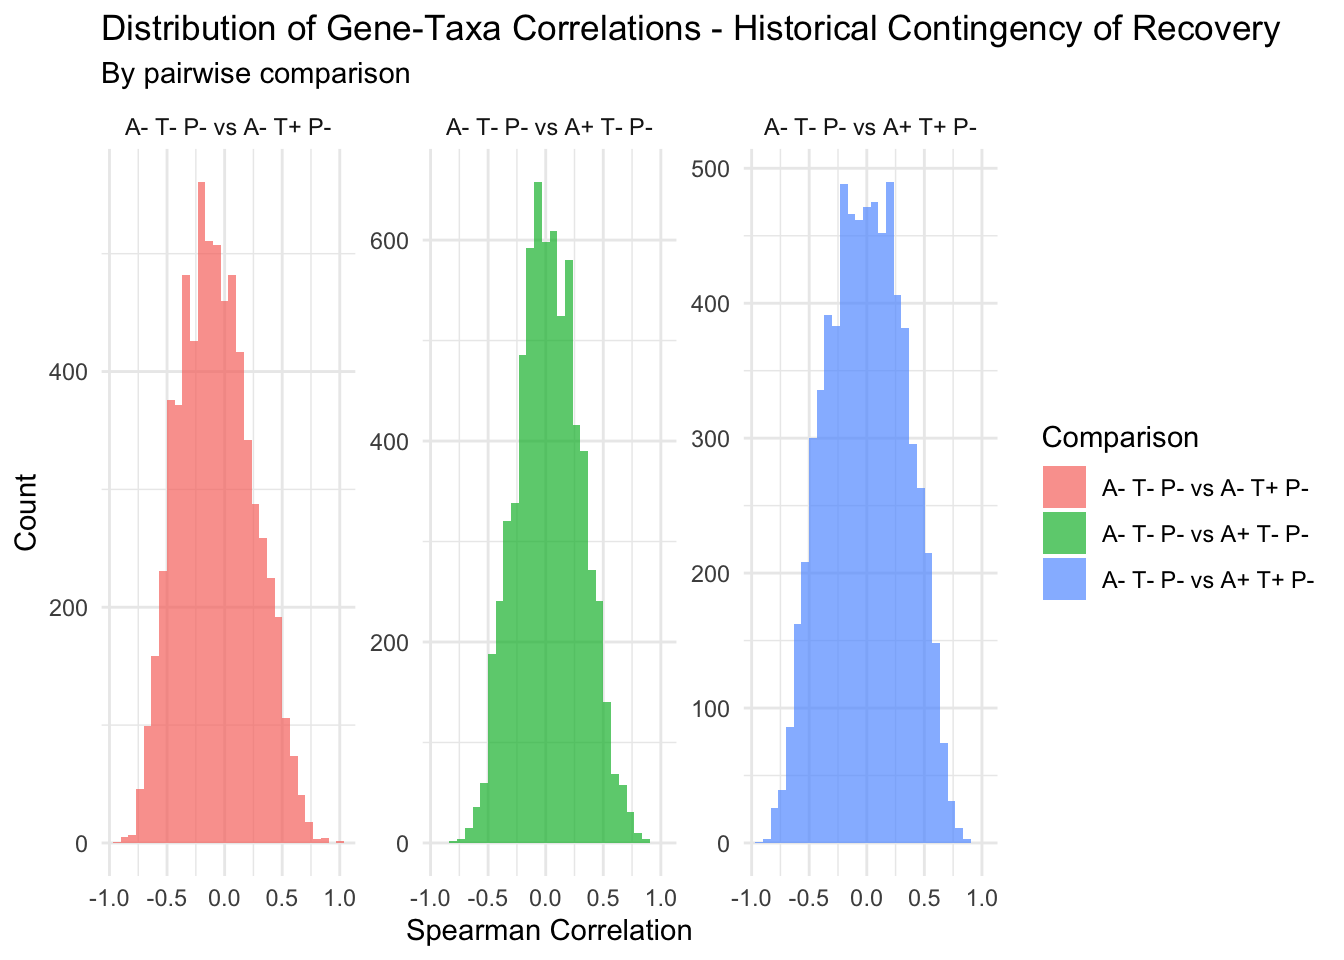 Distribution of Gene-Taxa Correlations - Historical Contingency of Recovery
By pairwise comparison
A- T- P- vs A- T+ P-
A- T- P- vs A+ T- P-
A- T- P- vs A+ T+ P-
Count
400
200
0
600
400
200
0
500
400
300
200
100
0
-1.0 -0.5 0.0 0.5 1.0
-1.0 -0.5 0.0 0.5 1.0
-1.0 -0.5 0.0 0.5 1.0
Spearman Correlation
Comparison
A- T- P- vs A- T+ P-
A- T- P- vs A+ T- P-
A- T- P- vs A+ T+ P-